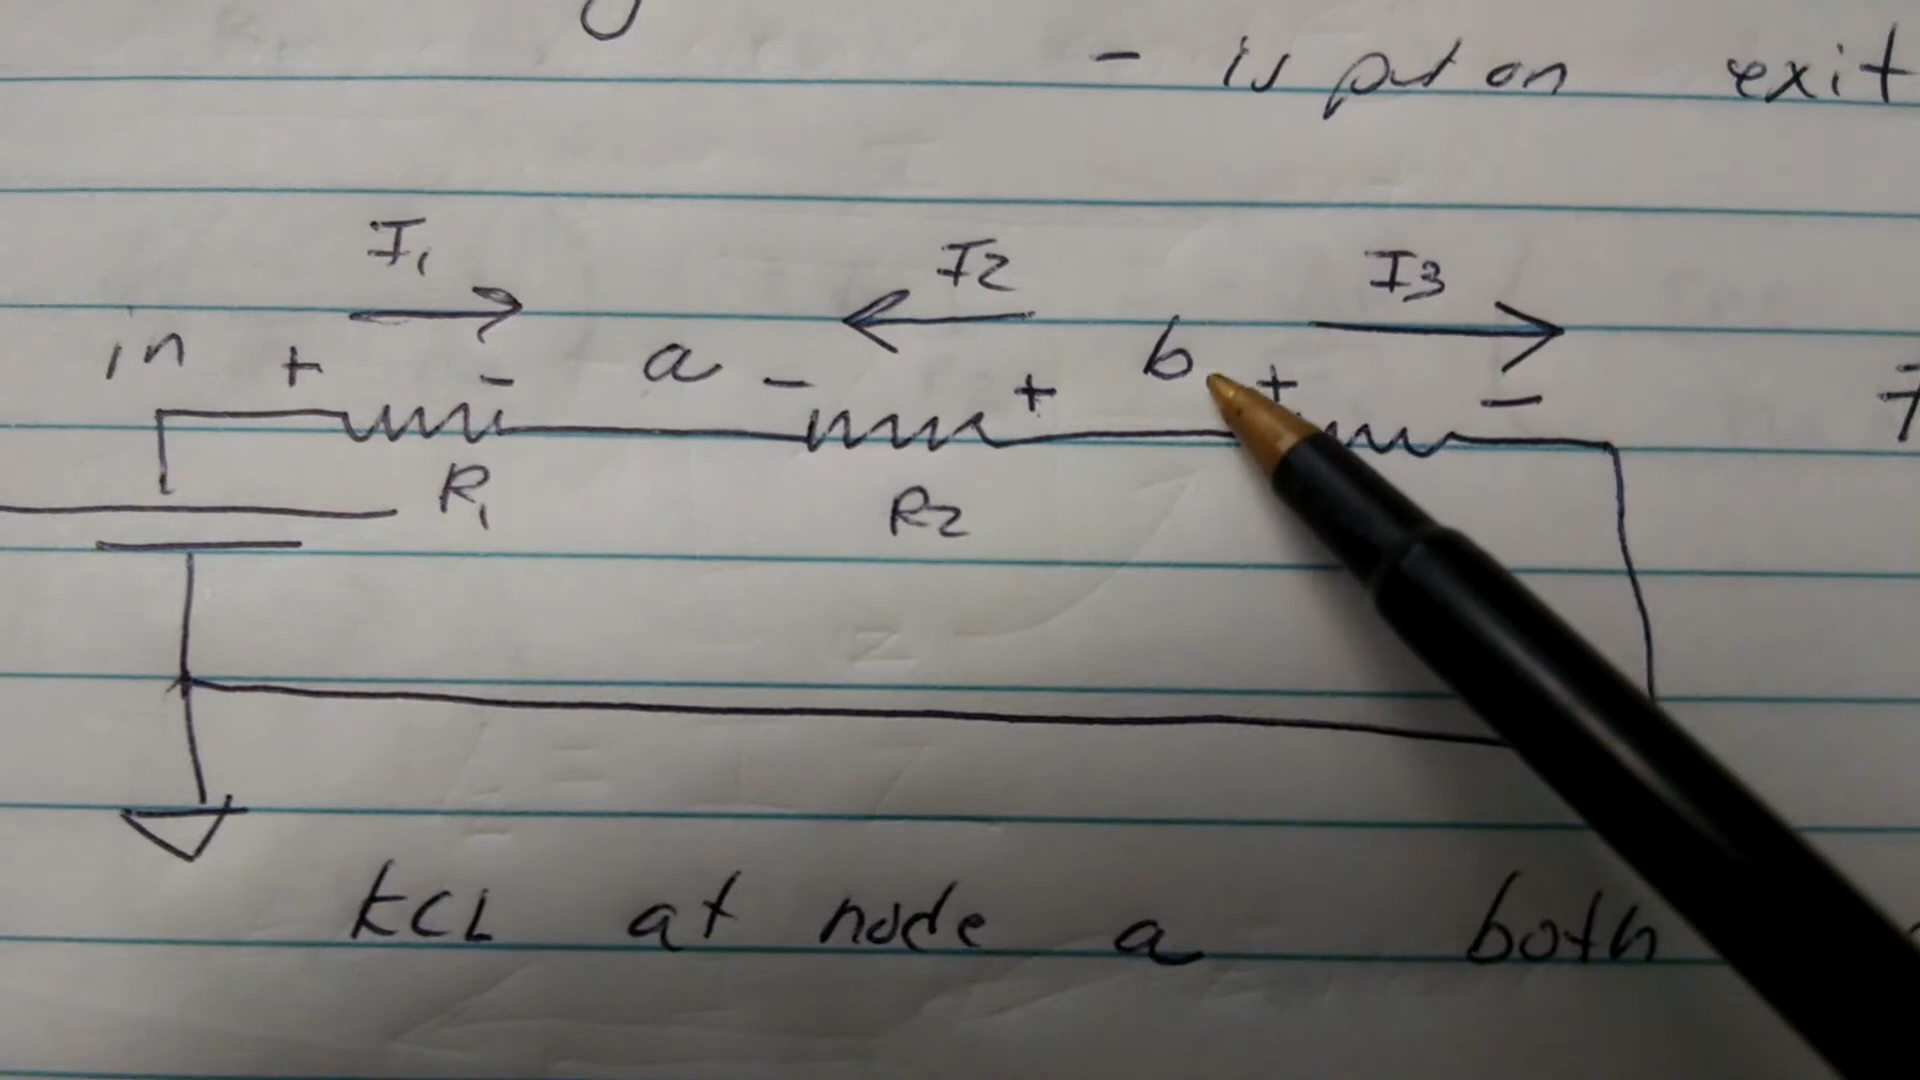 - is put on exit
I1 I2 I3
in + - a - + b + -
R1 R2
KCL at node a both